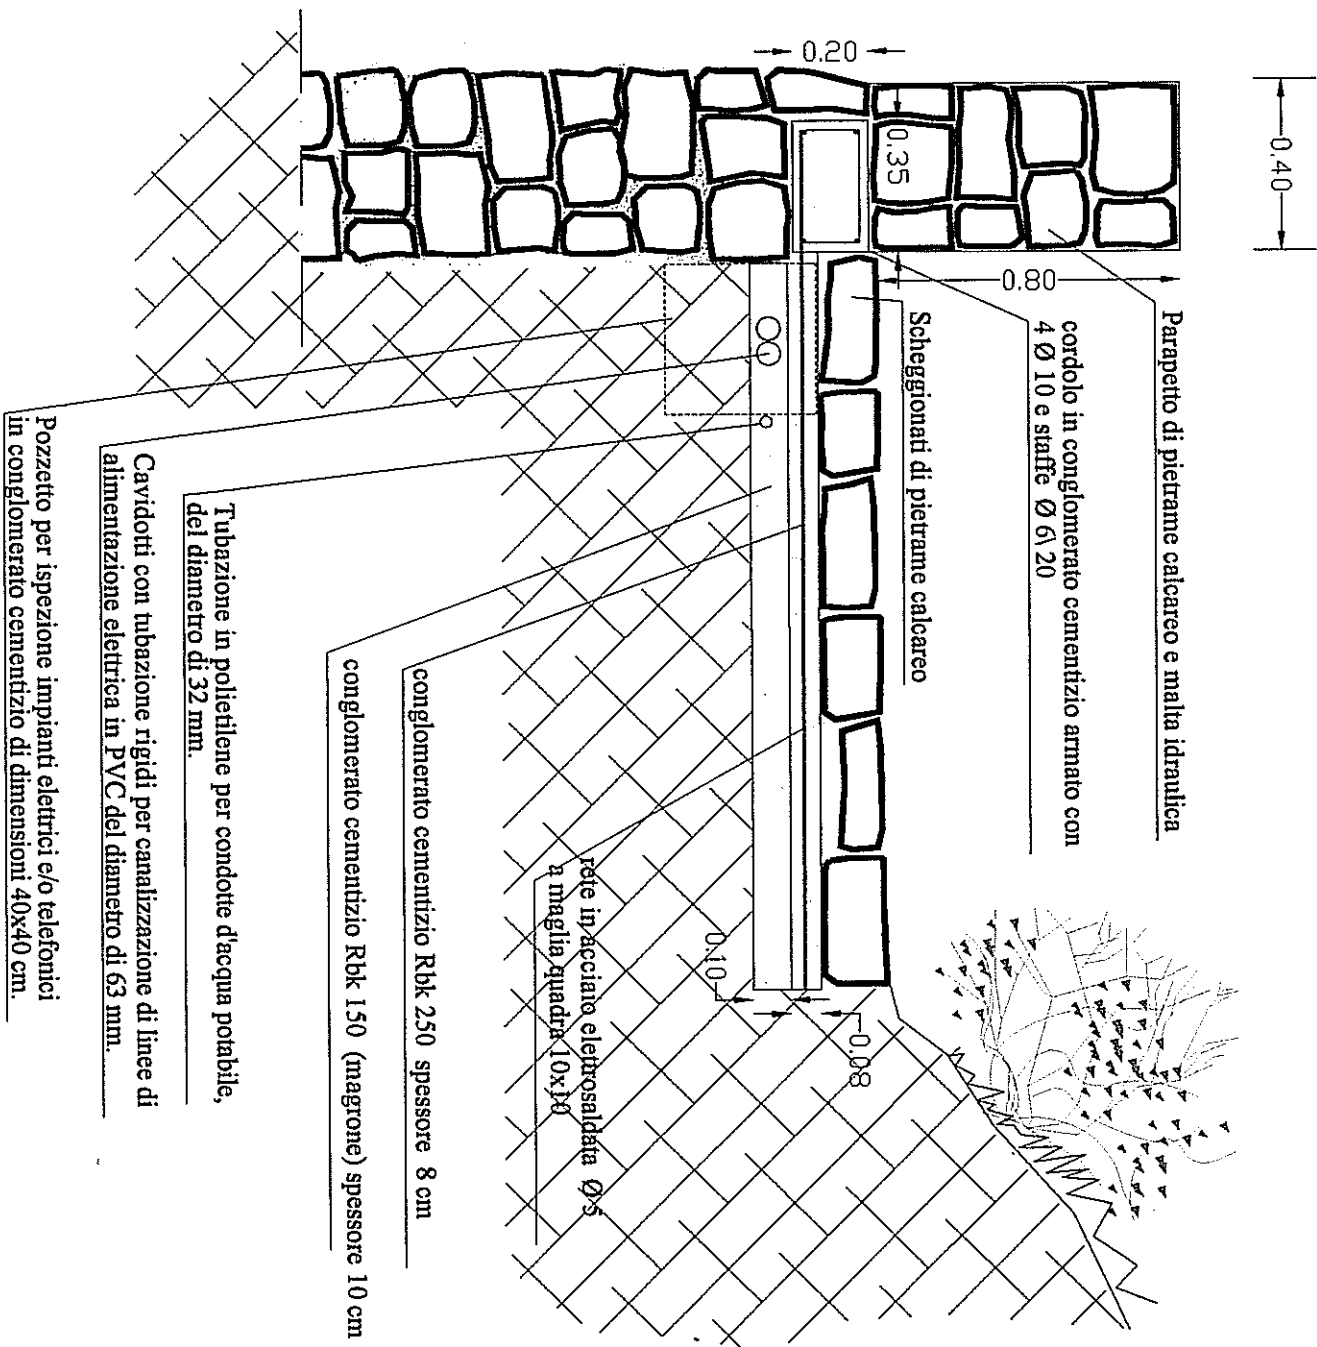 0.40
0.20
0.35
0.80
Parapetto di pietrame calcareo e malta idraulica
cordolo in conglomerato cementizio armato con
4 Ø 10 e staffe Ø 6\20
Scheggionati di pietrame calcareo
0.08
0.10
rete in acciaio elettrosaldata Ø 5
a maglia quadra 10x10
conglomerato cementizio Rbk 250 spessore 8 cm
conglomerato cementizio Rbk 150 (magrone) spessore 10 cm
Tubazione in polietilene per condotte d'acqua potabile,
del diametro di 32 mm.
Cavidotti con tubazione rigidi per canalizzazione di linee di
alimentazione elettrica in PVC del diametro di 63 mm.
Pozzetto per ispezione impianti elettrici e/o telefonici
in conglomerato cementizio di dimensioni 40x40 cm.